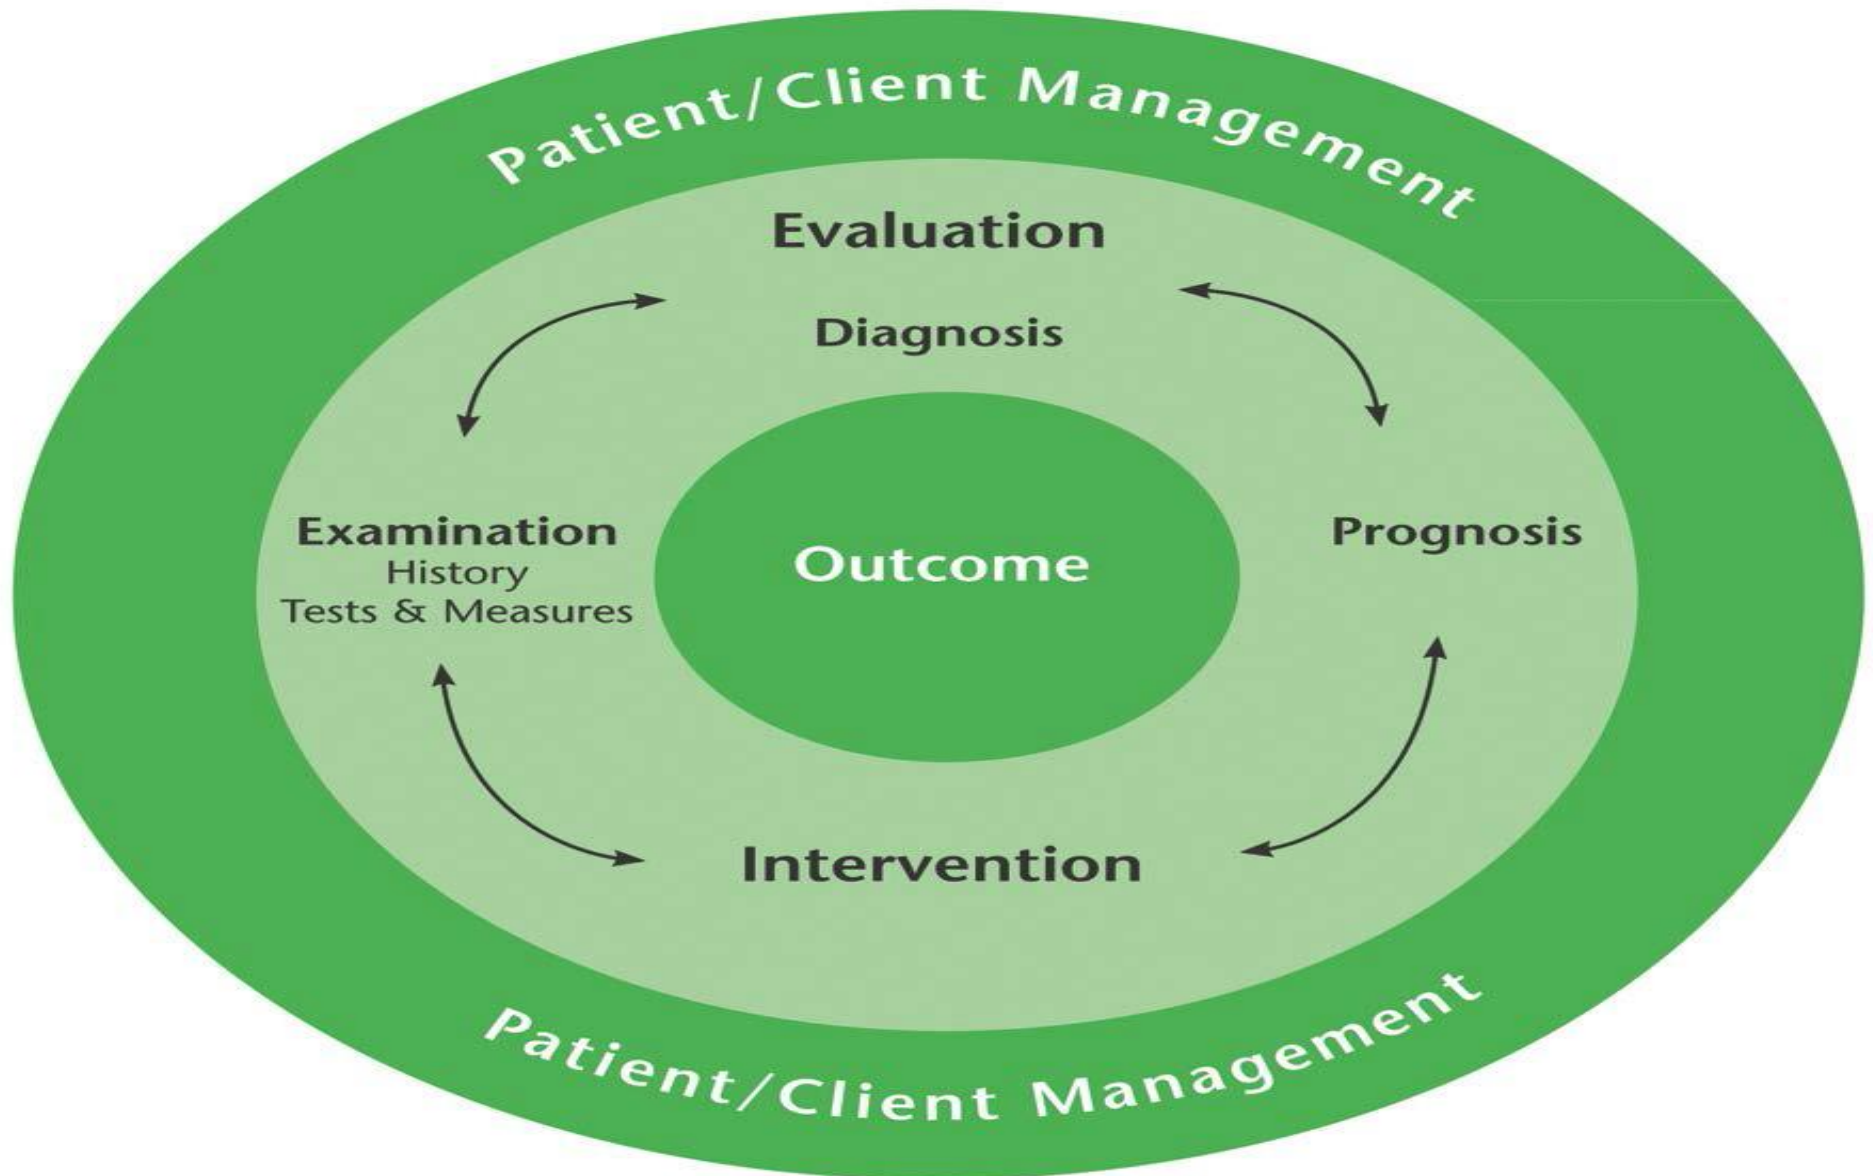 Patient/Client Management
Evaluation
Diagnosis
Examination
History
Tests & Measures
Outcome
Prognosis
Intervention
Patient/Client Management